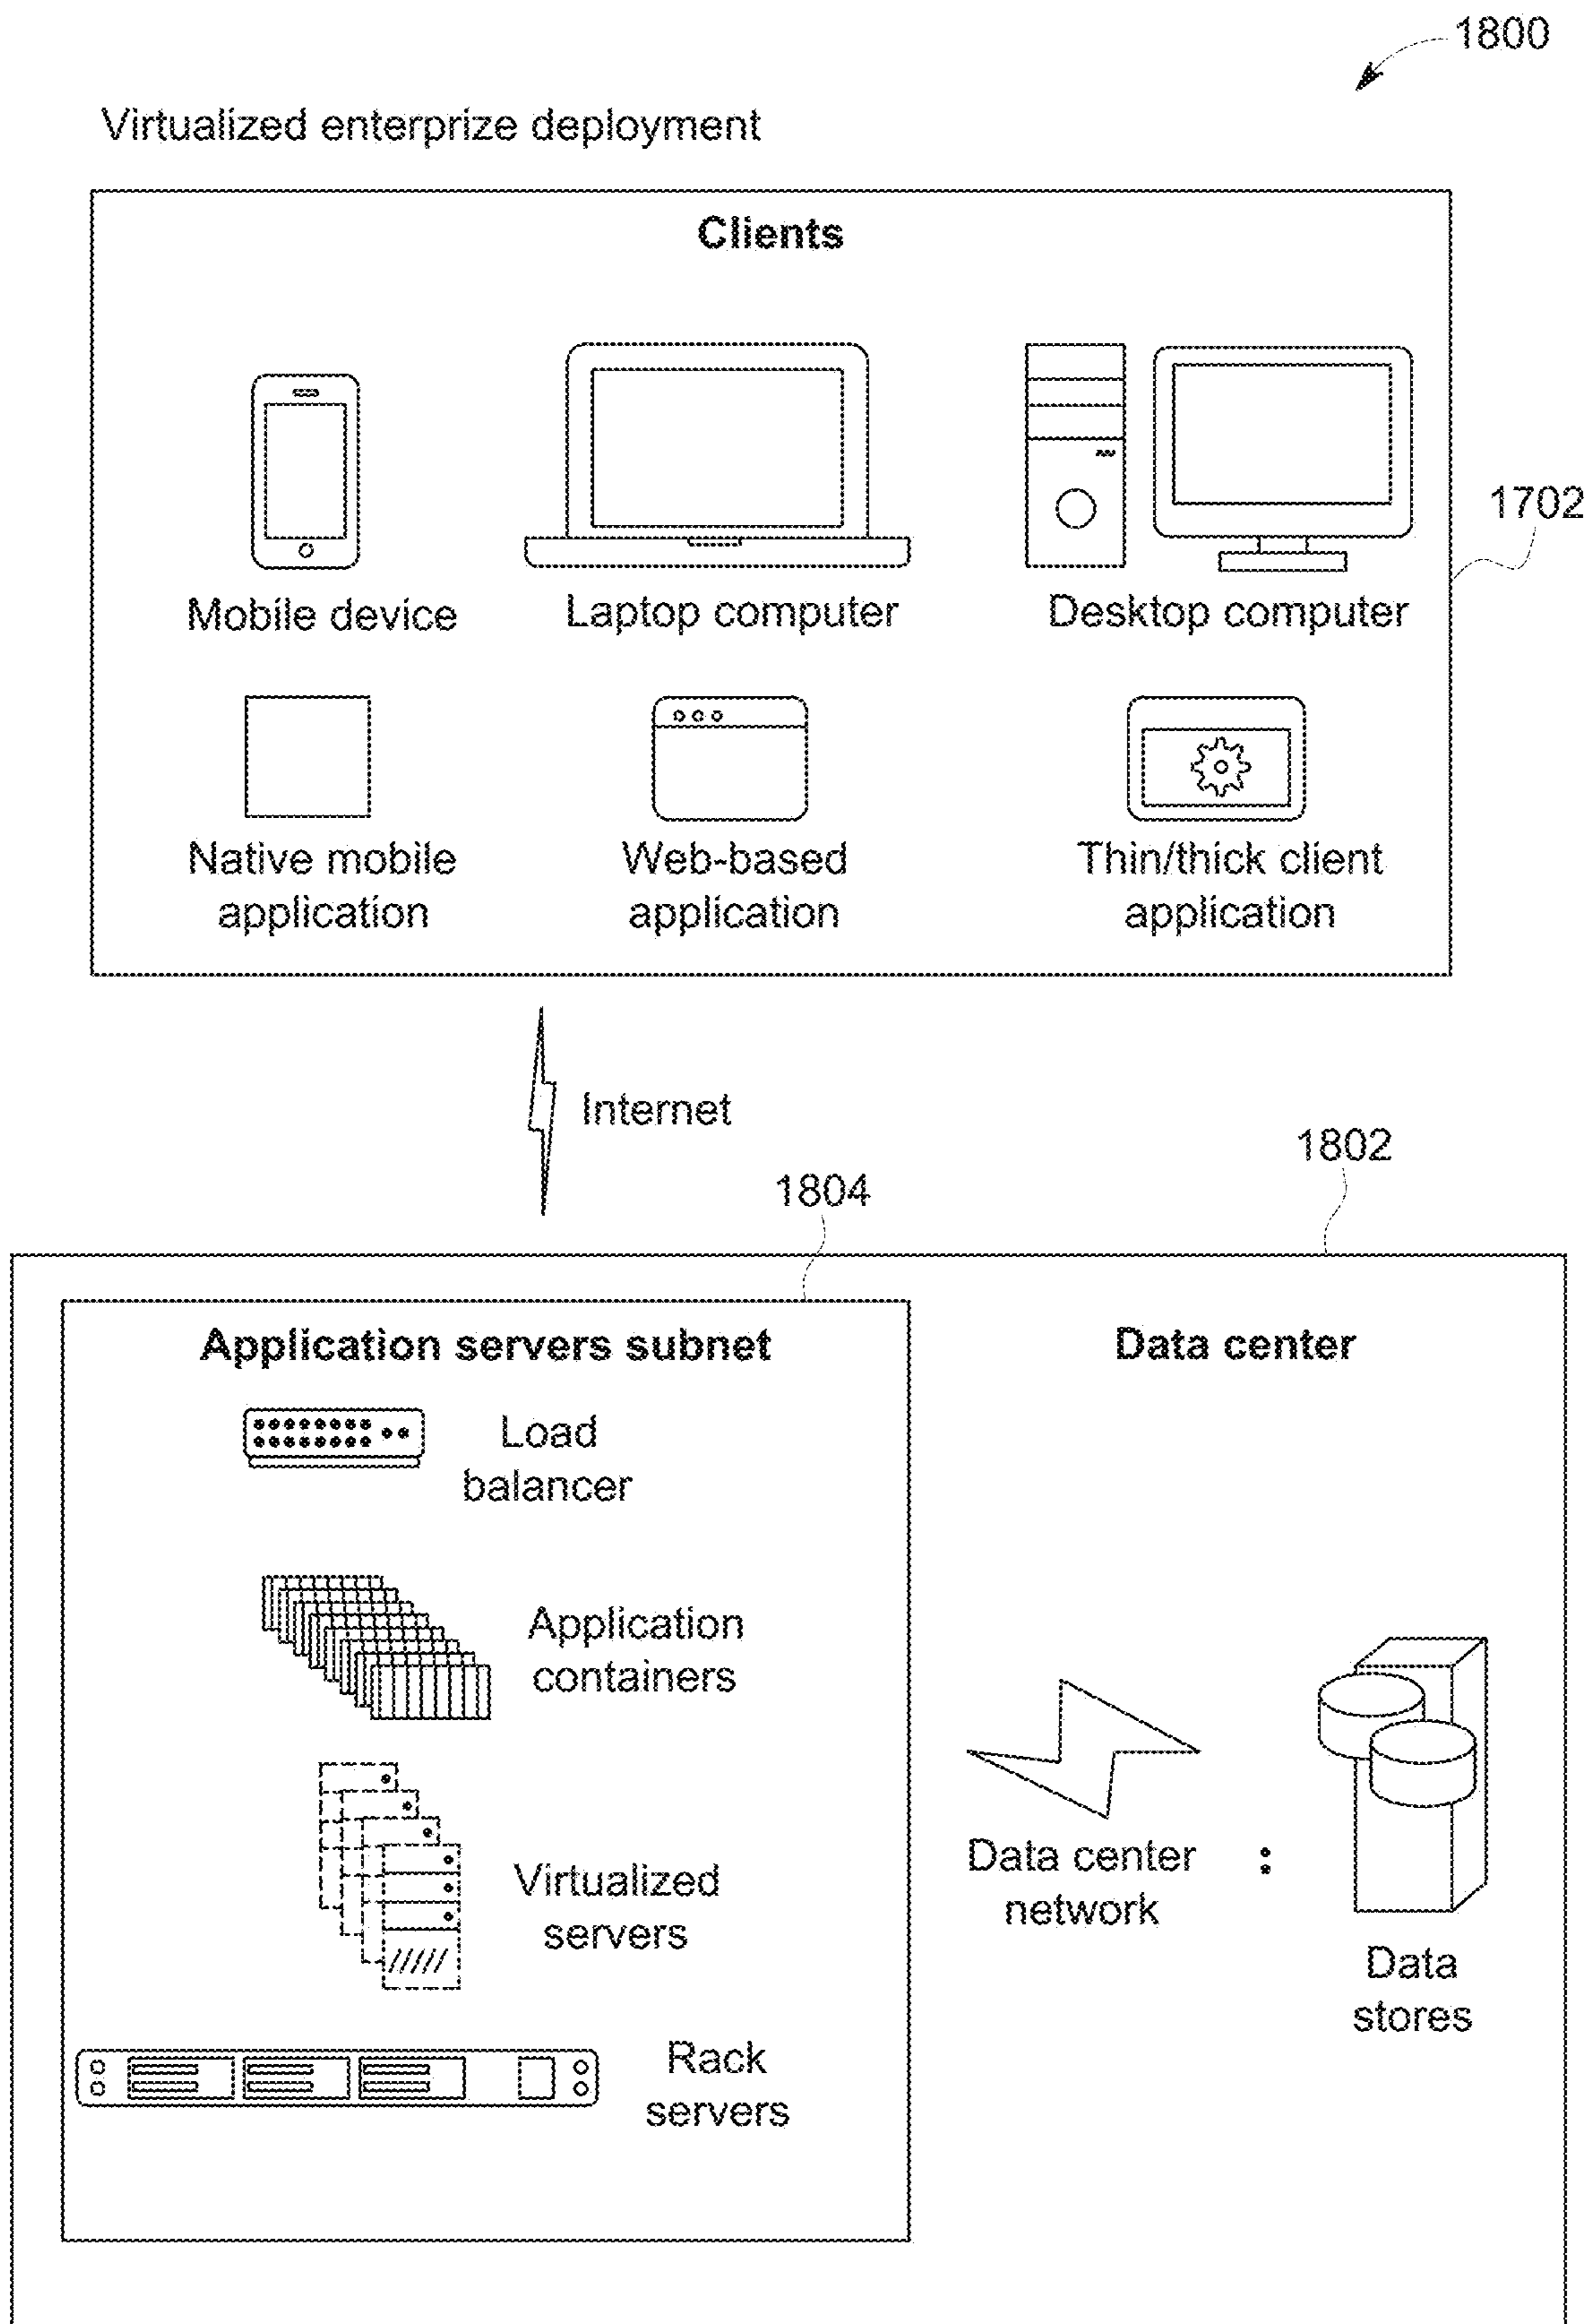 1800
Virtualized enterprize deployment
Clients
1702
Mobile device
Laptop computer
Desktop computer
Native mobile
application
Web-based
application
Thin/thick client
application
Internet
1802
1804
Application servers subnet
Data center
Load
balancer
Application
containers
Virtualized
servers
Rack
servers
Data center
network
:
Data
stores